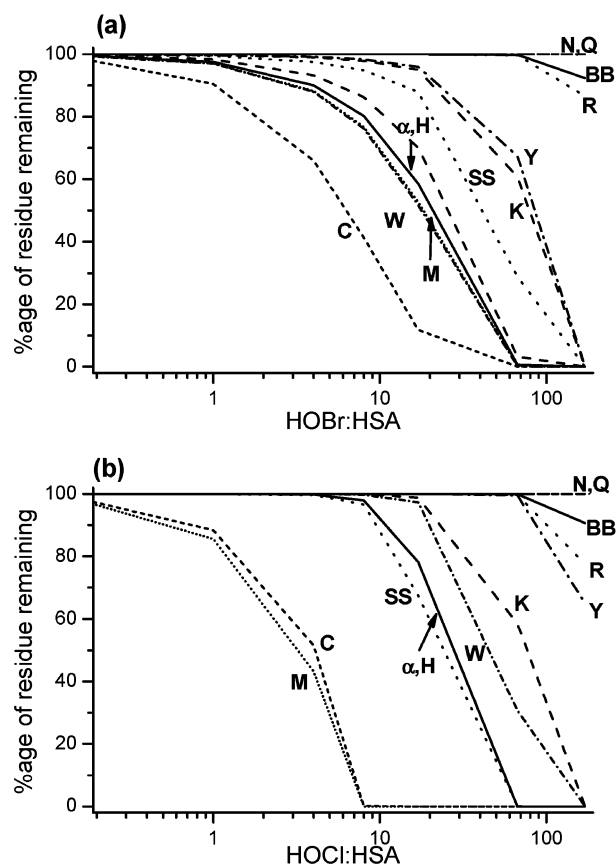 (a)
N,Q
100
BB
R
80
α,H
Y
SS
60
K
W
C
40
M
20
0
%age of residue remaining
1
10
100
HOBr:HSA
(b)
N,Q
100
BB
R
80
Y
SS
K
60
C
W
α,H
M
40
20
0
%age of residue remaining
1
10
100
HOCl:HSA